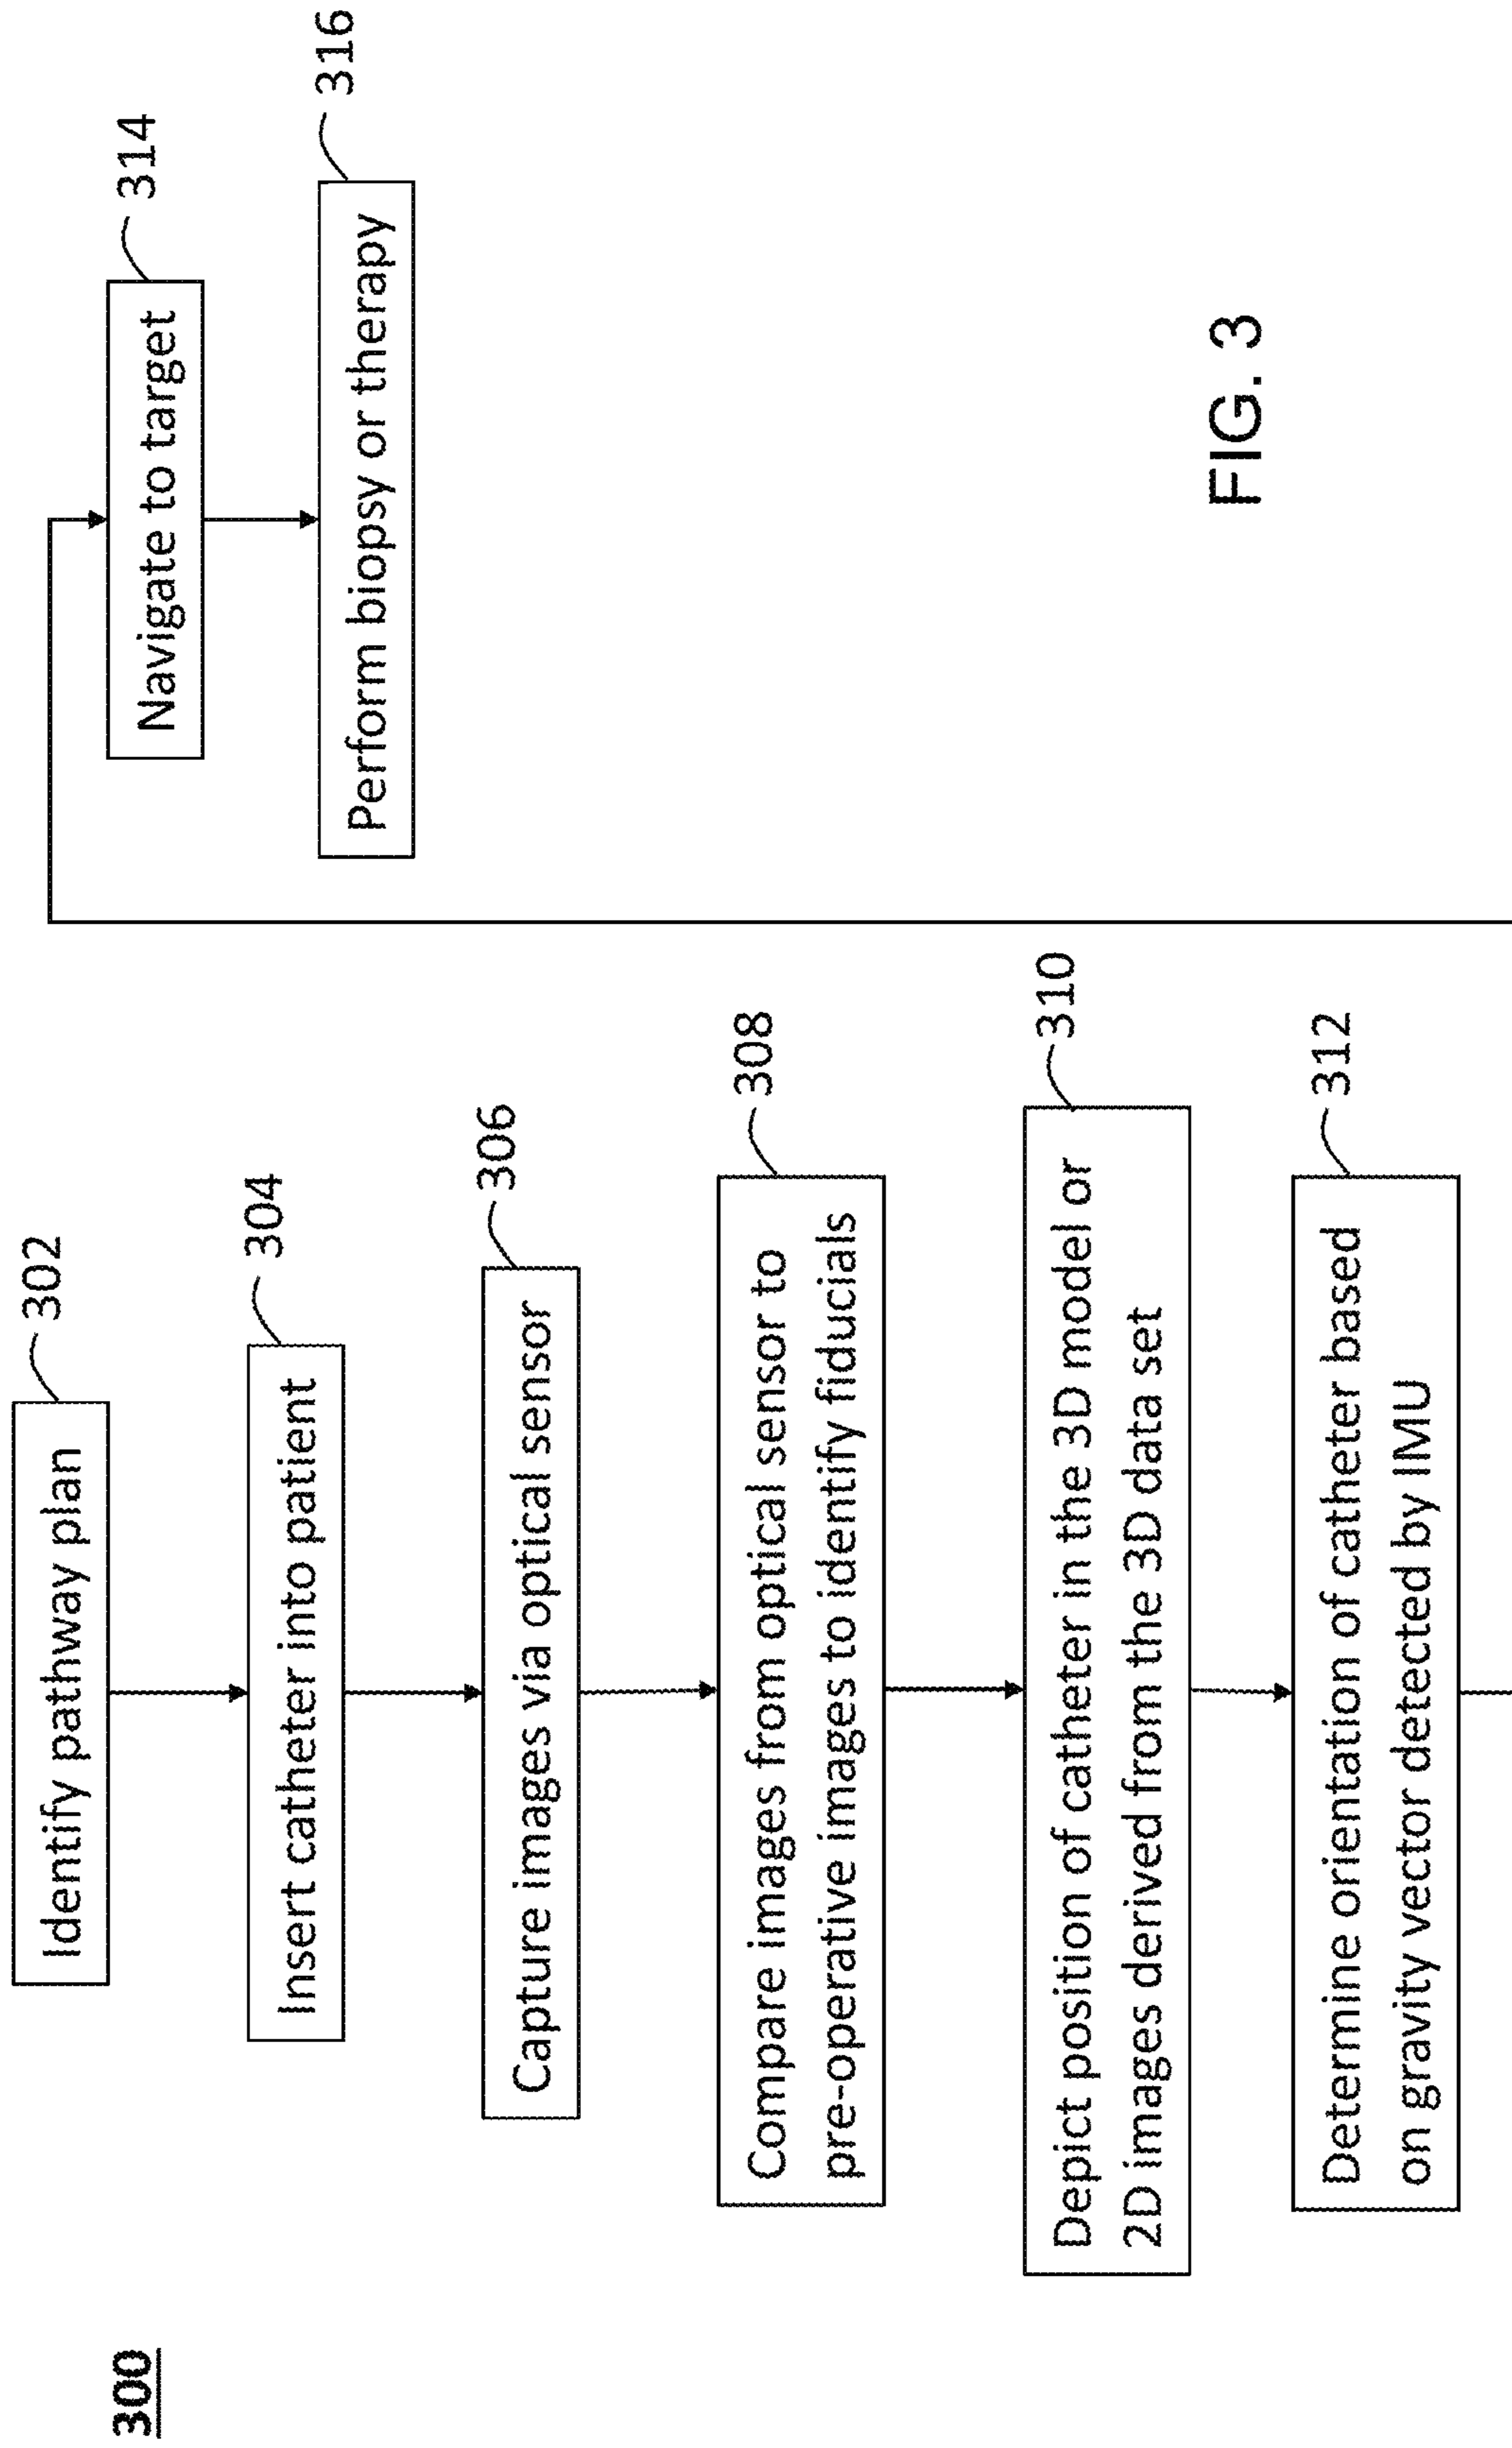 300
302
Identify pathway plan
304
Insert catheter into patient
306
Capture images via optical sensor
308
Compare images from optical sensor to
pre-operative images to identify fiducials
310
Depict position of catheter in the 3D model or
2D images derived from the 3D data set
312
Determine orientation of catheter based
on gravity vector detected by IMU
314
Navigate to target
316
Perform biopsy or therapy
FIG. 3